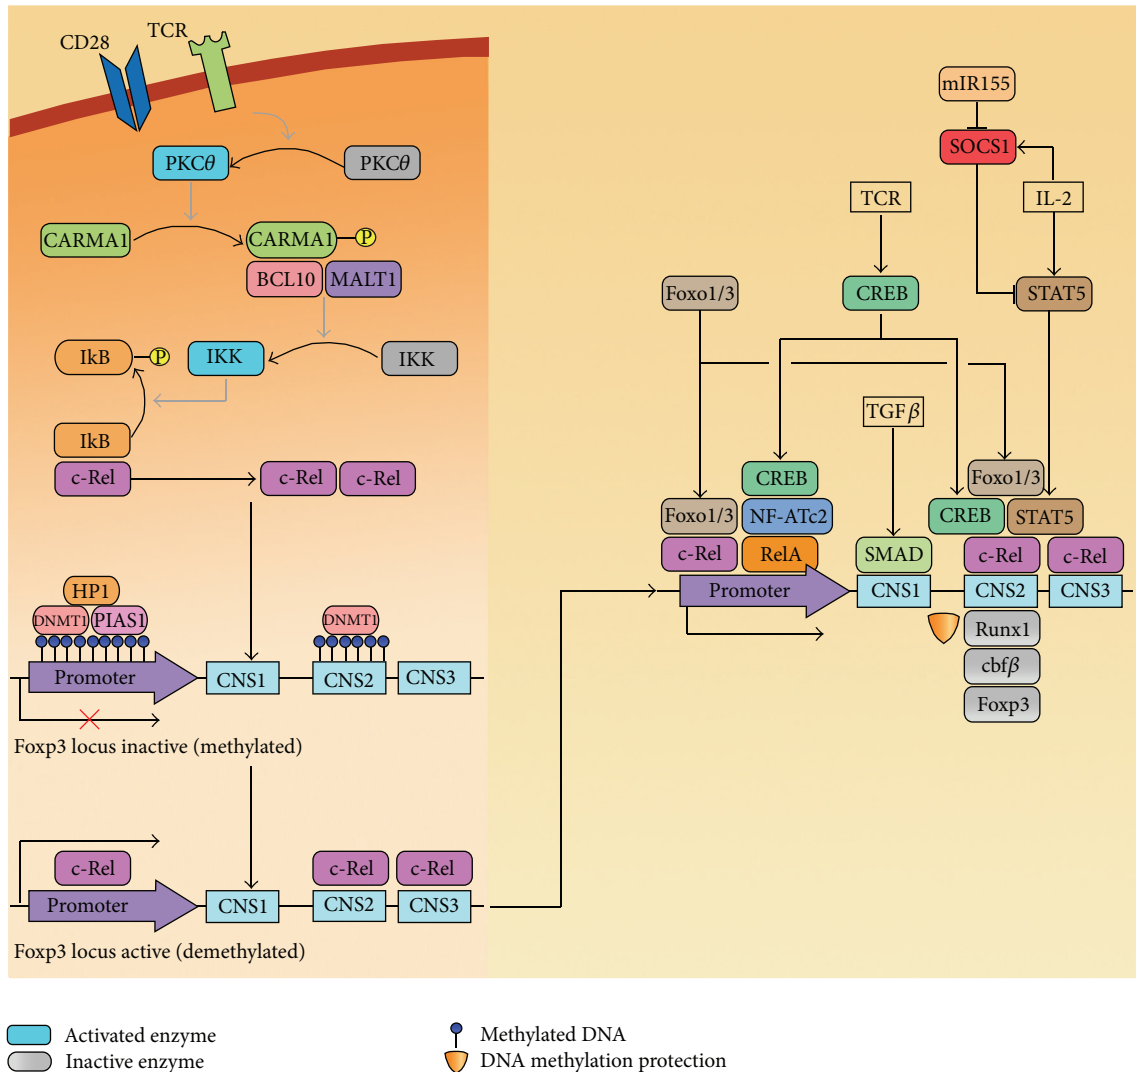 CD28
TCR
PKCθ
PKCθ
CARMA1
CARMA1
P
BCL10
MALT1
IkB
P
IKK
IKK
IkB
c-Rel
c-Rel
c-Rel
HP1
DNMT1
PIAS1
DNMT1
Promoter
CNS1
CNS2
CNS3
Foxp3 locus inactive (methylated)
c-Rel
c-Rel
c-Rel
Promoter
CNS1
CNS2
CNS3
Foxp3 locus active (demethylated)
mIR155
SOCS1
TCR
IL-2
Foxo1/3
CREB
STAT5
TGFβ
CREB
Foxo1/3
Foxo1/3
NF-ATc2
CREB
STAT5
c-Rel
RelA
SMAD
c-Rel
c-Rel
Promoter
CNS1
CNS2
CNS3
Runx1
cbfβ
Foxp3
Activated enzyme
Inactive enzyme
Methylated DNA
DNA methylation protection